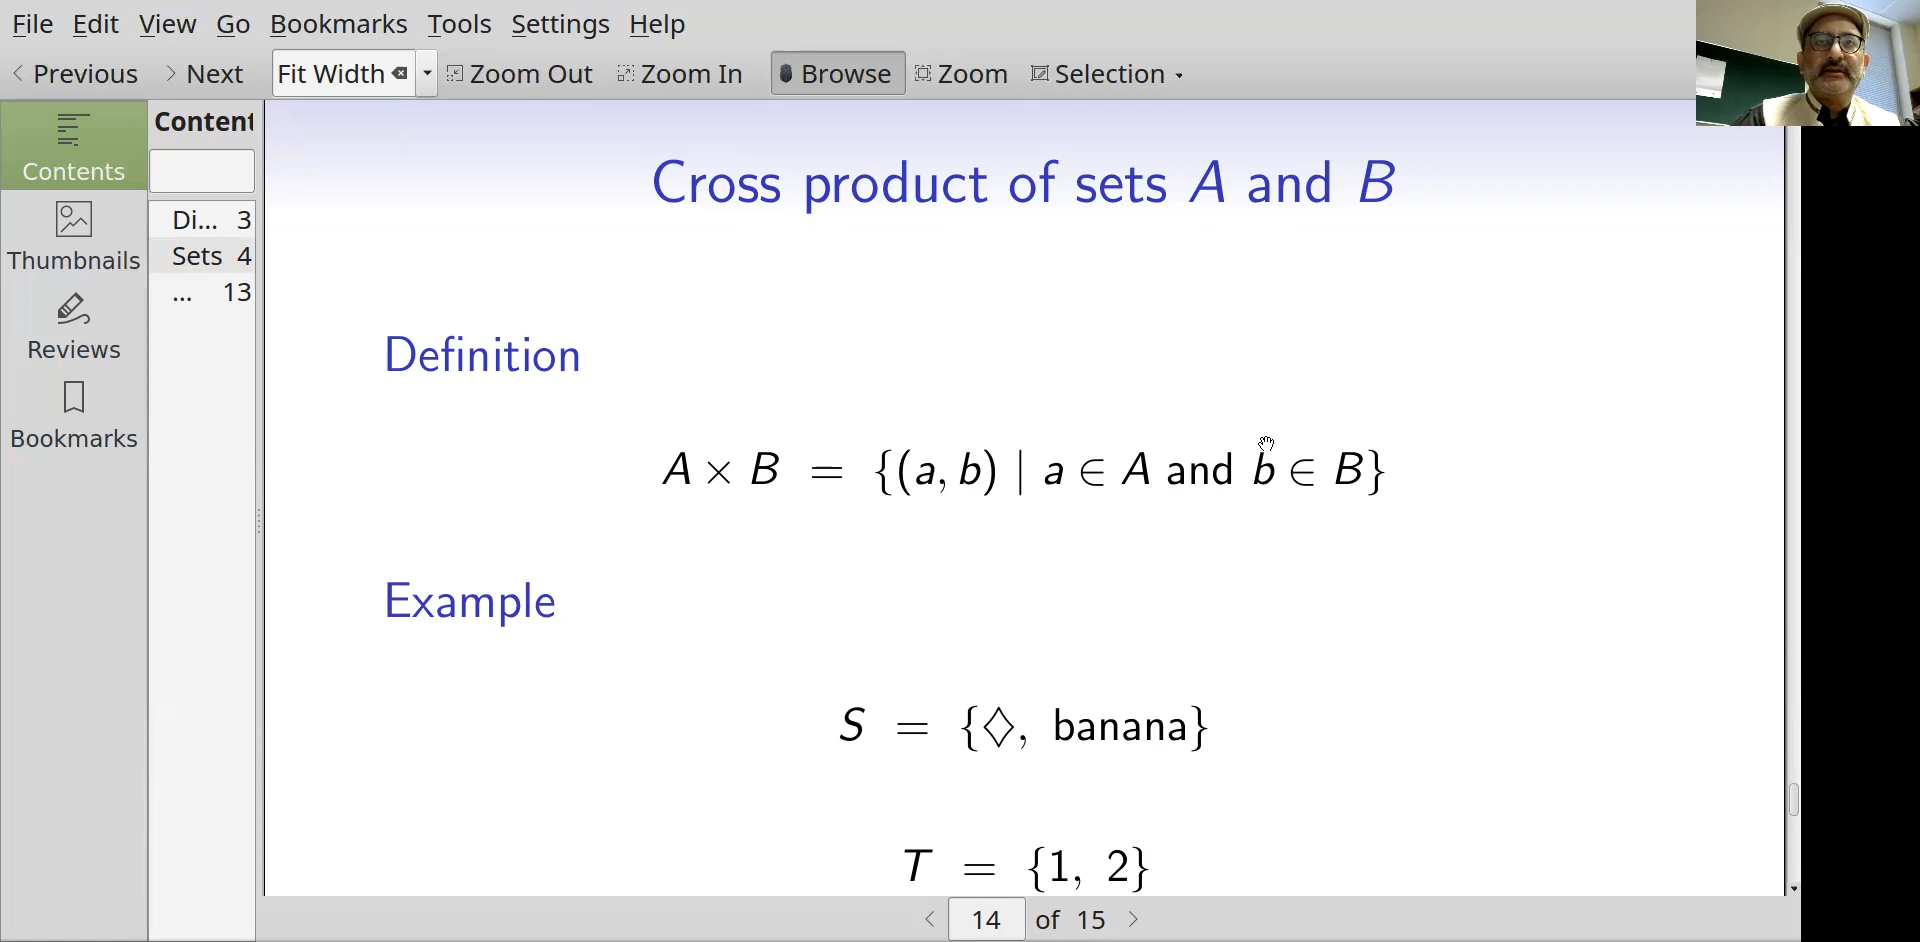 File Edit View Go Bookmarks Tools Settings Help
< Previous > Next Fit Width Zoom Out Zoom In Browse Zoom Selection
Contents
Thumbnails
Reviews
Bookmarks
Content
Di... 3
Sets 4
... 13
Cross product of sets A and B
Definition
A × B = {(a, b) | a ∈ A and b ∈ B}
Example
S = {♢, banana}
T = {1, 2}
< 14 of 15 >